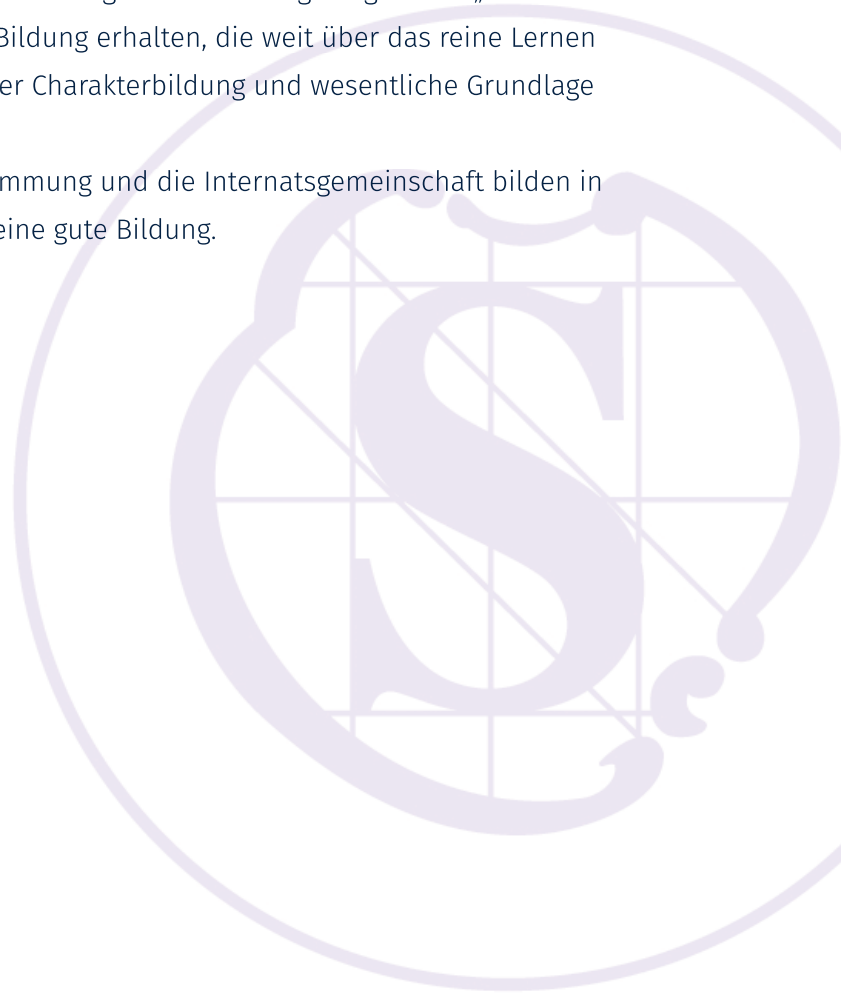 Bildung erhalten, die weit über das reine Lernen
er Charakterbildung und wesentliche Grundlage
mmung und die Internatsgemeinschaft bilden in
eine gute Bildung.
S